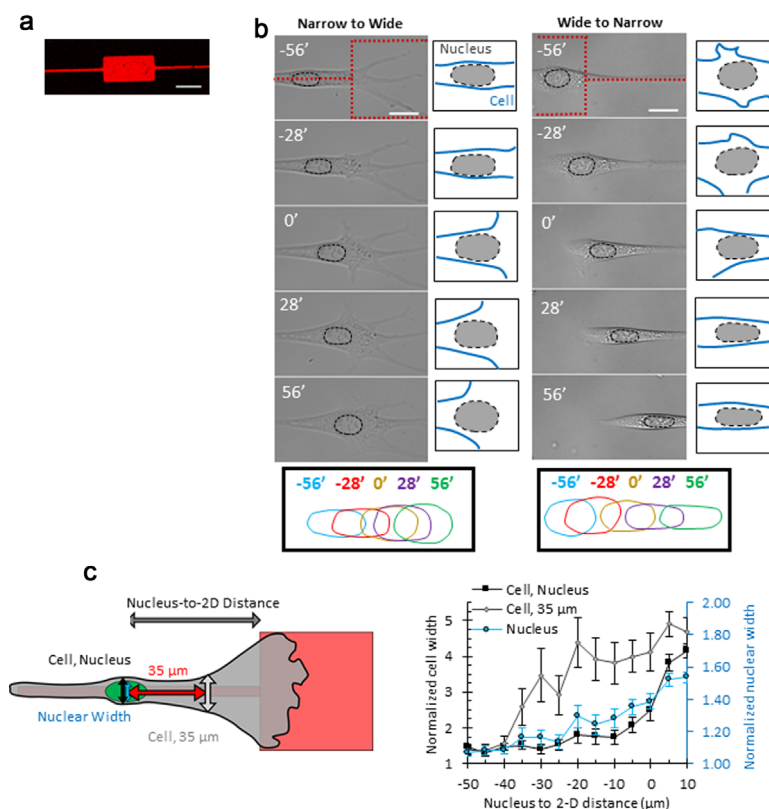 a
b
Narrow to Wide
Wide to Narrow
-56’
Nucleus
Cell
-56’
-28’
-28’
0’
0’
28’
28’
56’
56’
-56’ -28’ 0’ 28’ 56’
-56’ -28’ 0’ 28’ 56’
c
Nucleus-to-2D Distance
Cell, Nucleus
35 µm
Nuclear Width
Cell, 35 µm
Cell, Nucleus
Cell, 35 µm
Nucleus
Normalized cell width
5
4
3
2
1
2.00
1.80
1.60
1.40
1.20
1.00
Normalized nuclear width
-50 -40 -30 -20 -10 0 10
Nucleus to 2-D distance (µm)